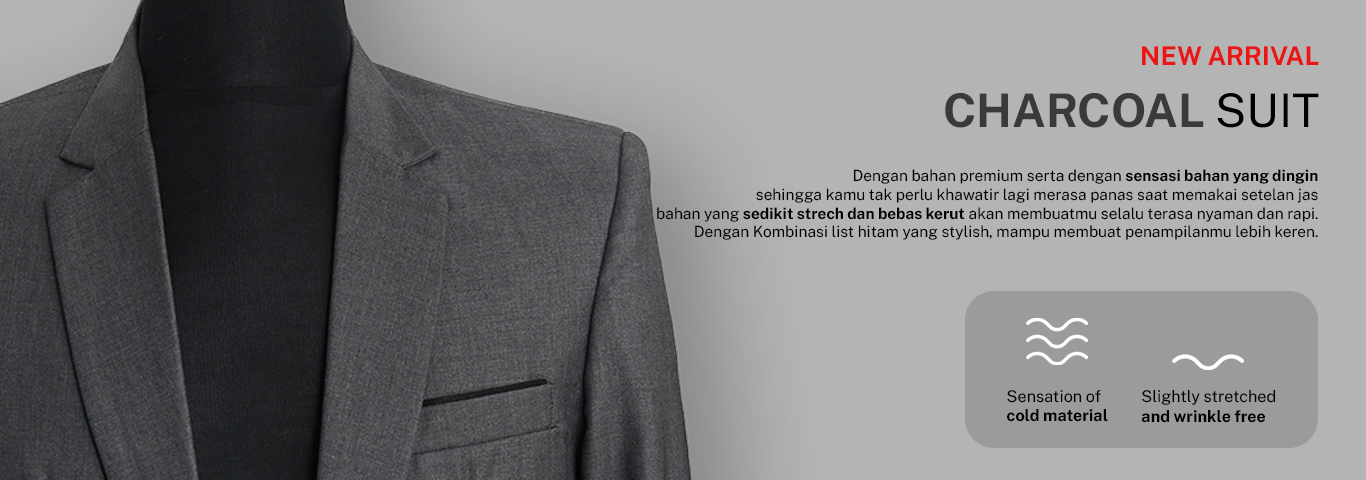 NEW ARRIVAL
CHARCOAL SUIT
Dengan bahan premium serta dengan sensasi bahan yang dingin
sehingga kamu tak perlu khawatir lagi merasa panas saat memakai setelan jas
bahan yang sedikit strech dan bebas kerut akan membuatmu selalu terasa nyaman dan rapi.
Dengan Kombinasi list hitam yang stylish, mampu membuat penampilanmu lebih keren.
Sensation of
cold material
Slightly stretched
and wrinkle free